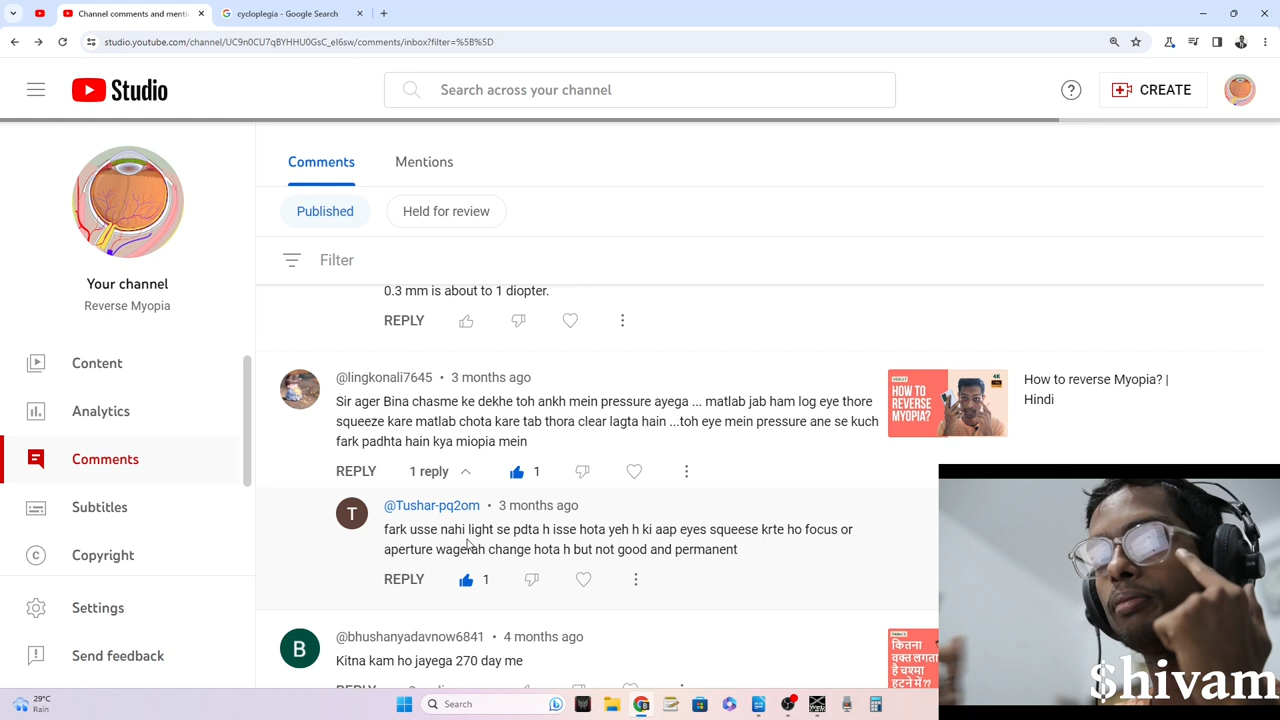 Channel comments and menti
cycloplegia - Google Search
studio.youtube.com/channel/UC9n0CU7qBYHHU0GsC_eI6sw/comments/inbox?filter=%5B%5D
Studio
Search across your channel
CREATE
Your channel
Reverse Myopia
Content
Analytics
Comments
Subtitles
Copyright
Settings
Send feedback
Comments
Mentions
Published
Held for review
Filter
0.3 mm is about to 1 diopter.
REPLY
@lingkonali7645 • 3 months ago
Sir ager Bina chasme ke dekhe toh ankh mein pressure ayega ... matlab jab ham log eye thore
squeeze kare matlab chota kare tab thora clear lagta hain ...toh eye mein pressure ane se kuch
fark padhta hain kya miopia mein
REPLY 1 reply 1
HOW TO
REVERSE
MYOPIA?
4K
How to reverse Myopia? |
Hindi
T
@Tushar-pq2om • 3 months ago
fark usse nahi light se pdta h isse hota yeh h ki aap eyes squeese krte ho focus or
aperture wagerah change hota h but not good and permanent
REPLY 1
B
@bhushanyadavnow6841 • 4 months ago
Kitna kam ho jayega 270 day me
कितना
वक्त लगता
है चश्मा
हटने में??
$hivam
29°C
Rain
Search